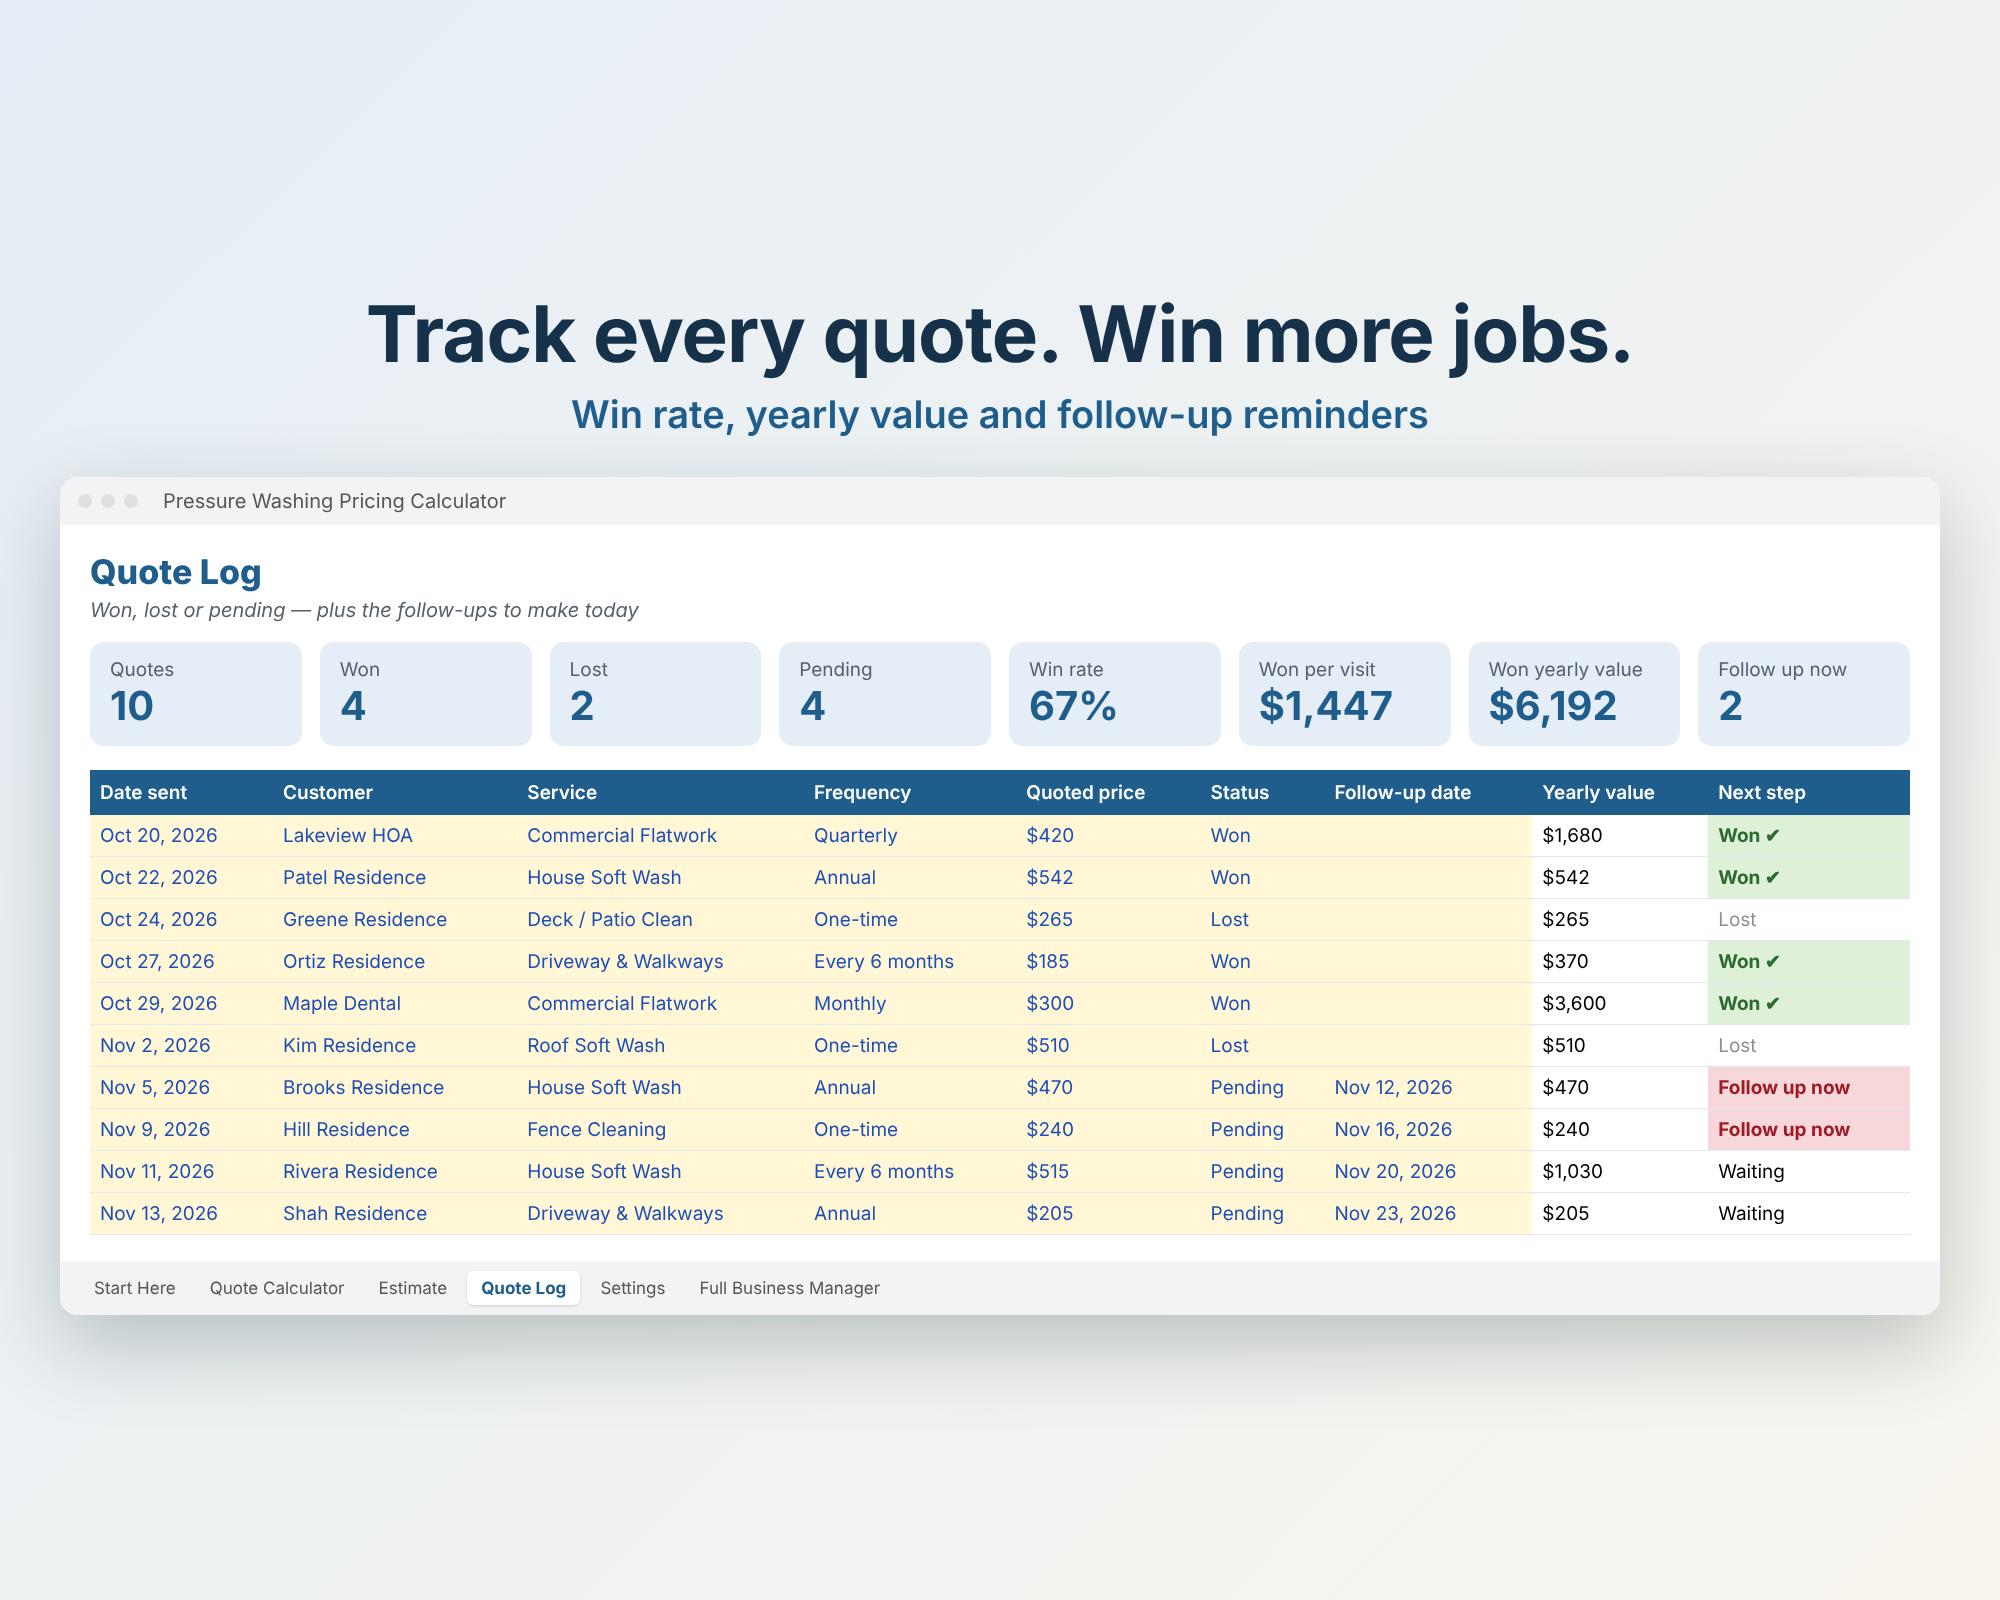 Track every quote. Win more jobs.
Win rate, yearly value and follow-up reminders
Pressure Washing Pricing Calculator
Quote Log
Won, lost or pending — plus the follow-ups to make today
Quotes Won Lost Pending Win rate Won per visit Won yearly value Follow up now
10 4 2 4 67% $1,447 $6,192 2
Date sent Customer Service Frequency Quoted price Status Follow-up date Yearly value Next step
Oct 20, 2026 Lakeview HOA Commercial Flatwork Quarterly $420 Won $1,680 Won ✔
Oct 22, 2026 Patel Residence House Soft Wash Annual $542 Won $542 Won ✔
Oct 24, 2026 Greene Residence Deck / Patio Clean One-time $265 Lost $265 Lost
Oct 27, 2026 Ortiz Residence Driveway & Walkways Every 6 months $185 Won $370 Won ✔
Oct 29, 2026 Maple Dental Commercial Flatwork Monthly $300 Won $3,600 Won ✔
Nov 2, 2026 Kim Residence Roof Soft Wash One-time $510 Lost $510 Lost
Nov 5, 2026 Brooks Residence House Soft Wash Annual $470 Pending Nov 12, 2026 $470 Follow up now
Nov 9, 2026 Hill Residence Fence Cleaning One-time $240 Pending Nov 16, 2026 $240 Follow up now
Nov 11, 2026 Rivera Residence House Soft Wash Every 6 months $515 Pending Nov 20, 2026 $1,030 Waiting
Nov 13, 2026 Shah Residence Driveway & Walkways Annual $205 Pending Nov 23, 2026 $205 Waiting
Start Here Quote Calculator Estimate Quote Log Settings Full Business Manager